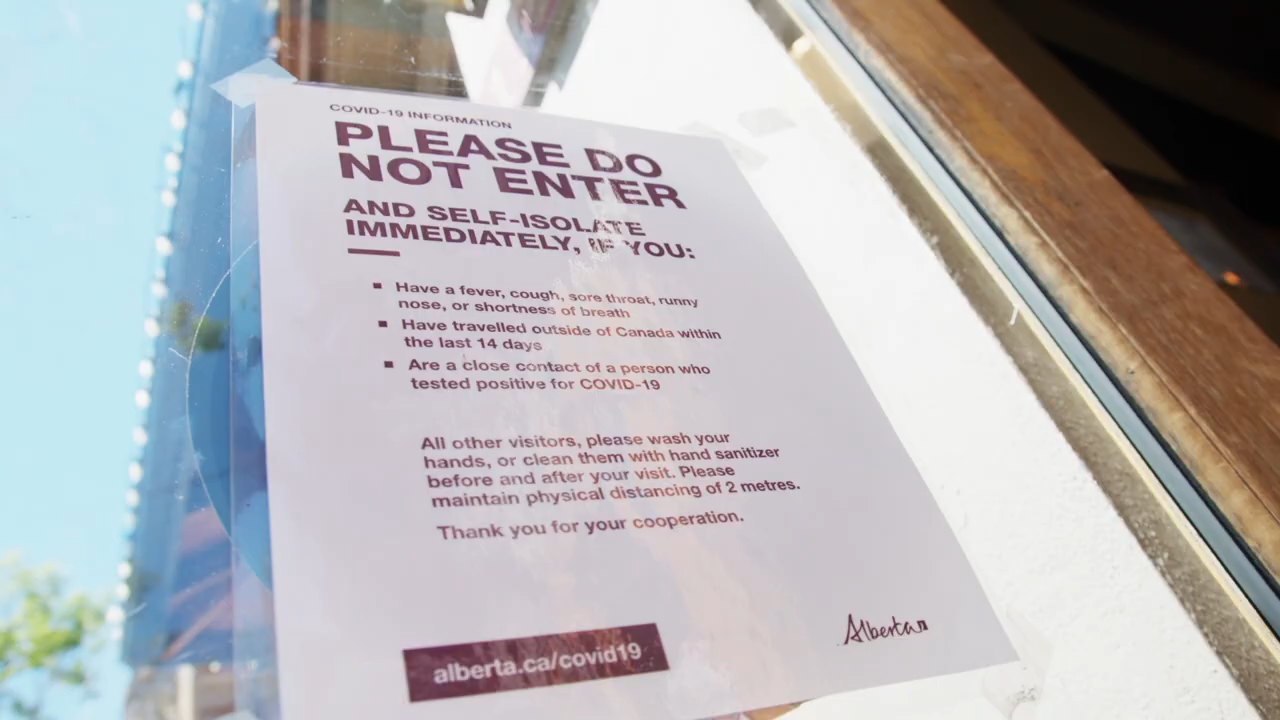 COVID-19 INFORMATION
PLEASE DO
NOT ENTER
AND SELF-ISOLATE
IMMEDIATELY, IF YOU:
▪ Have a fever, cough, sore throat, runny
nose, or shortness of breath
▪ Have travelled outside of Canada within
the last 14 days
▪ Are a close contact of a person who
tested positive for COVID-19
All other visitors, please wash your
hands, or clean them with hand sanitizer
before and after your visit. Please
maintain physical distancing of 2 metres.
Thank you for your cooperation.
alberta.ca/covid19
Alberta